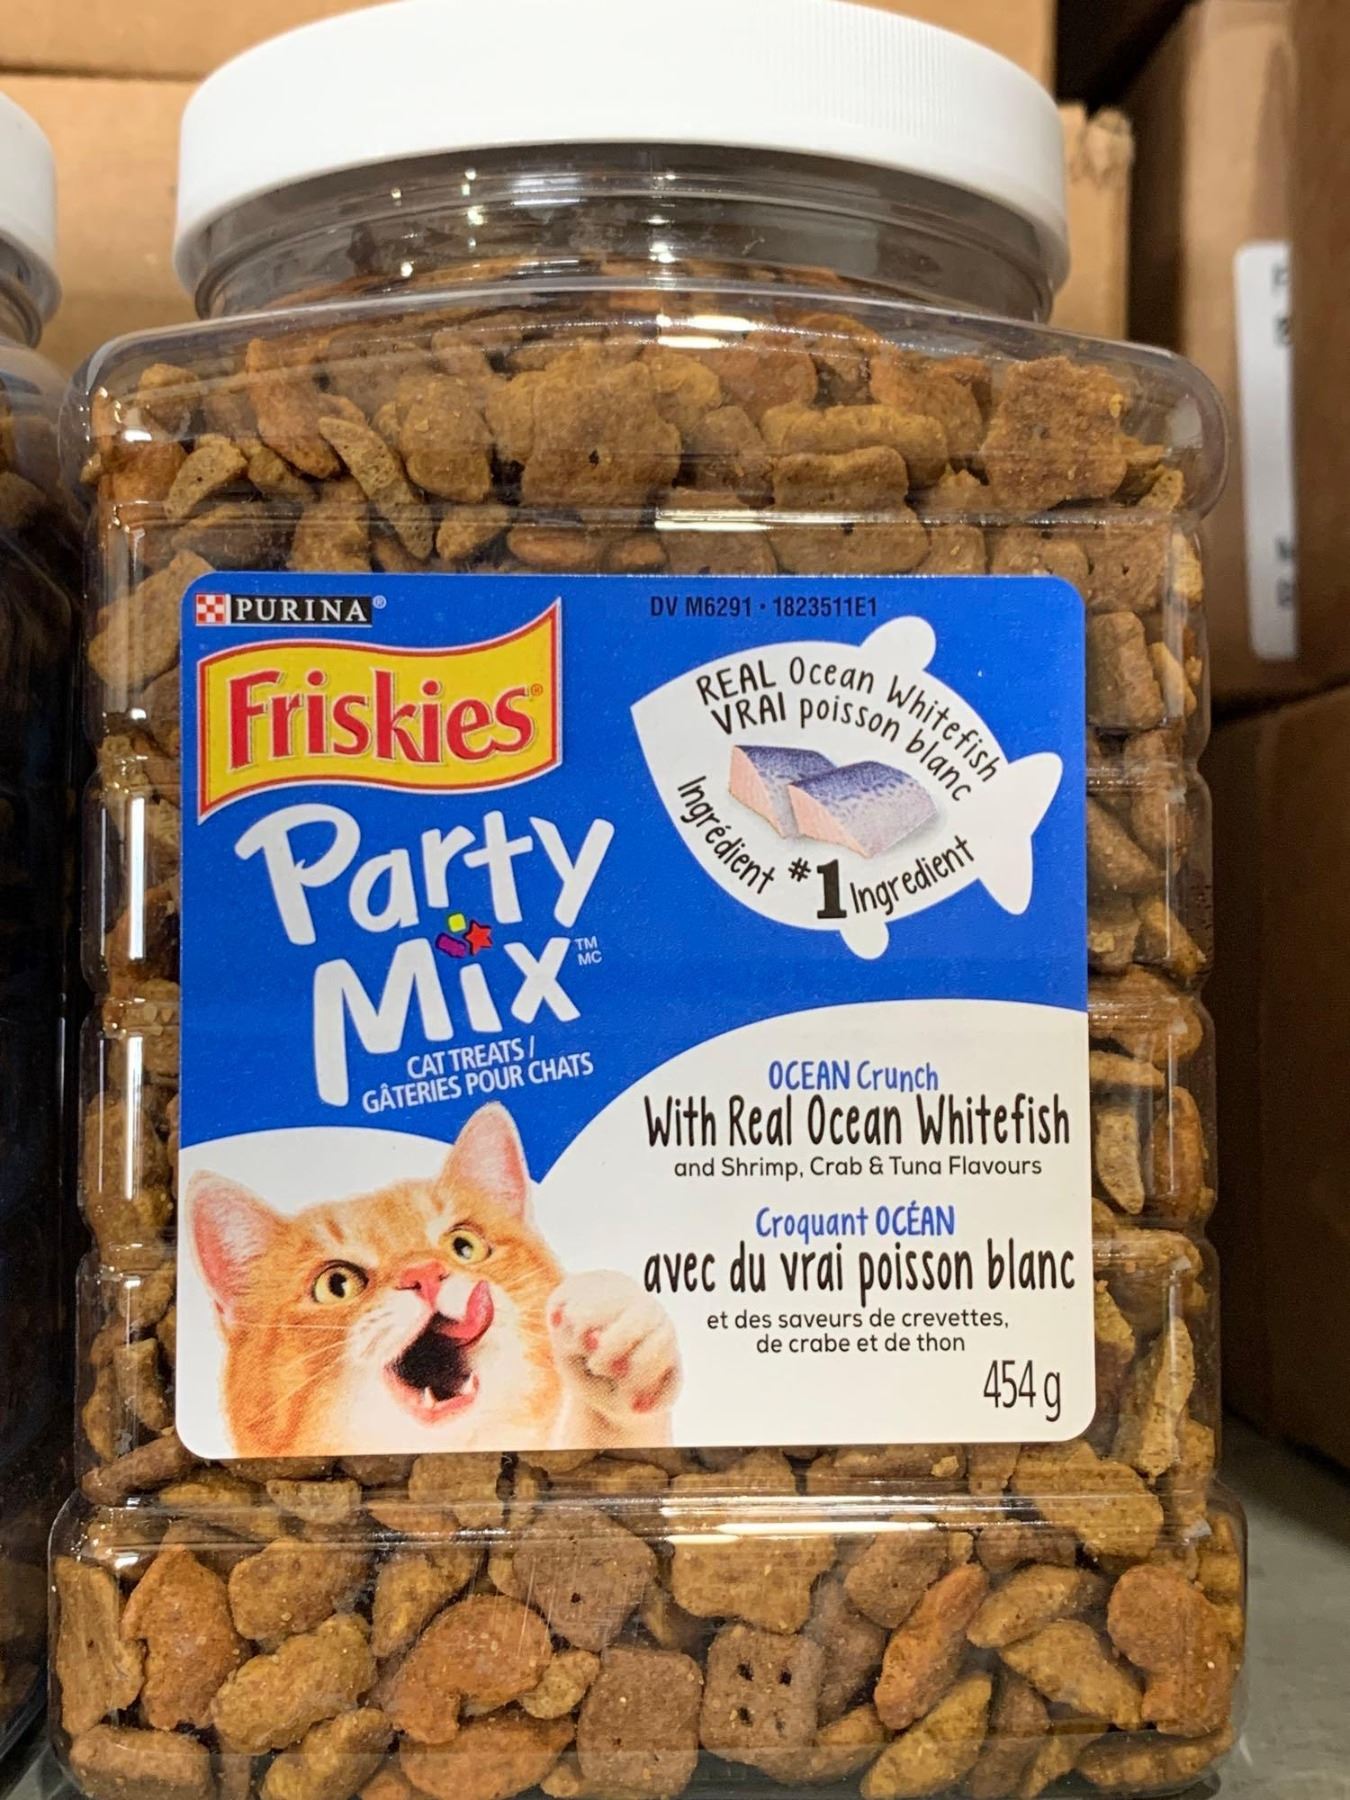 PURINA®
DV M6291 • 1823511E1
Friskies®
Party
Mix™
MC
CAT TREATS /
GÂTERIES POUR CHATS
REAL Ocean Whitefish
VRAI poisson blanc
Ingrédient #1 Ingredient
OCEAN Crunch
With Real Ocean Whitefish
and Shrimp, Crab & Tuna Flavours
Croquant OCÉAN
avec du vrai poisson blanc
et des saveurs de crevettes,
de crabe et de thon
454 g